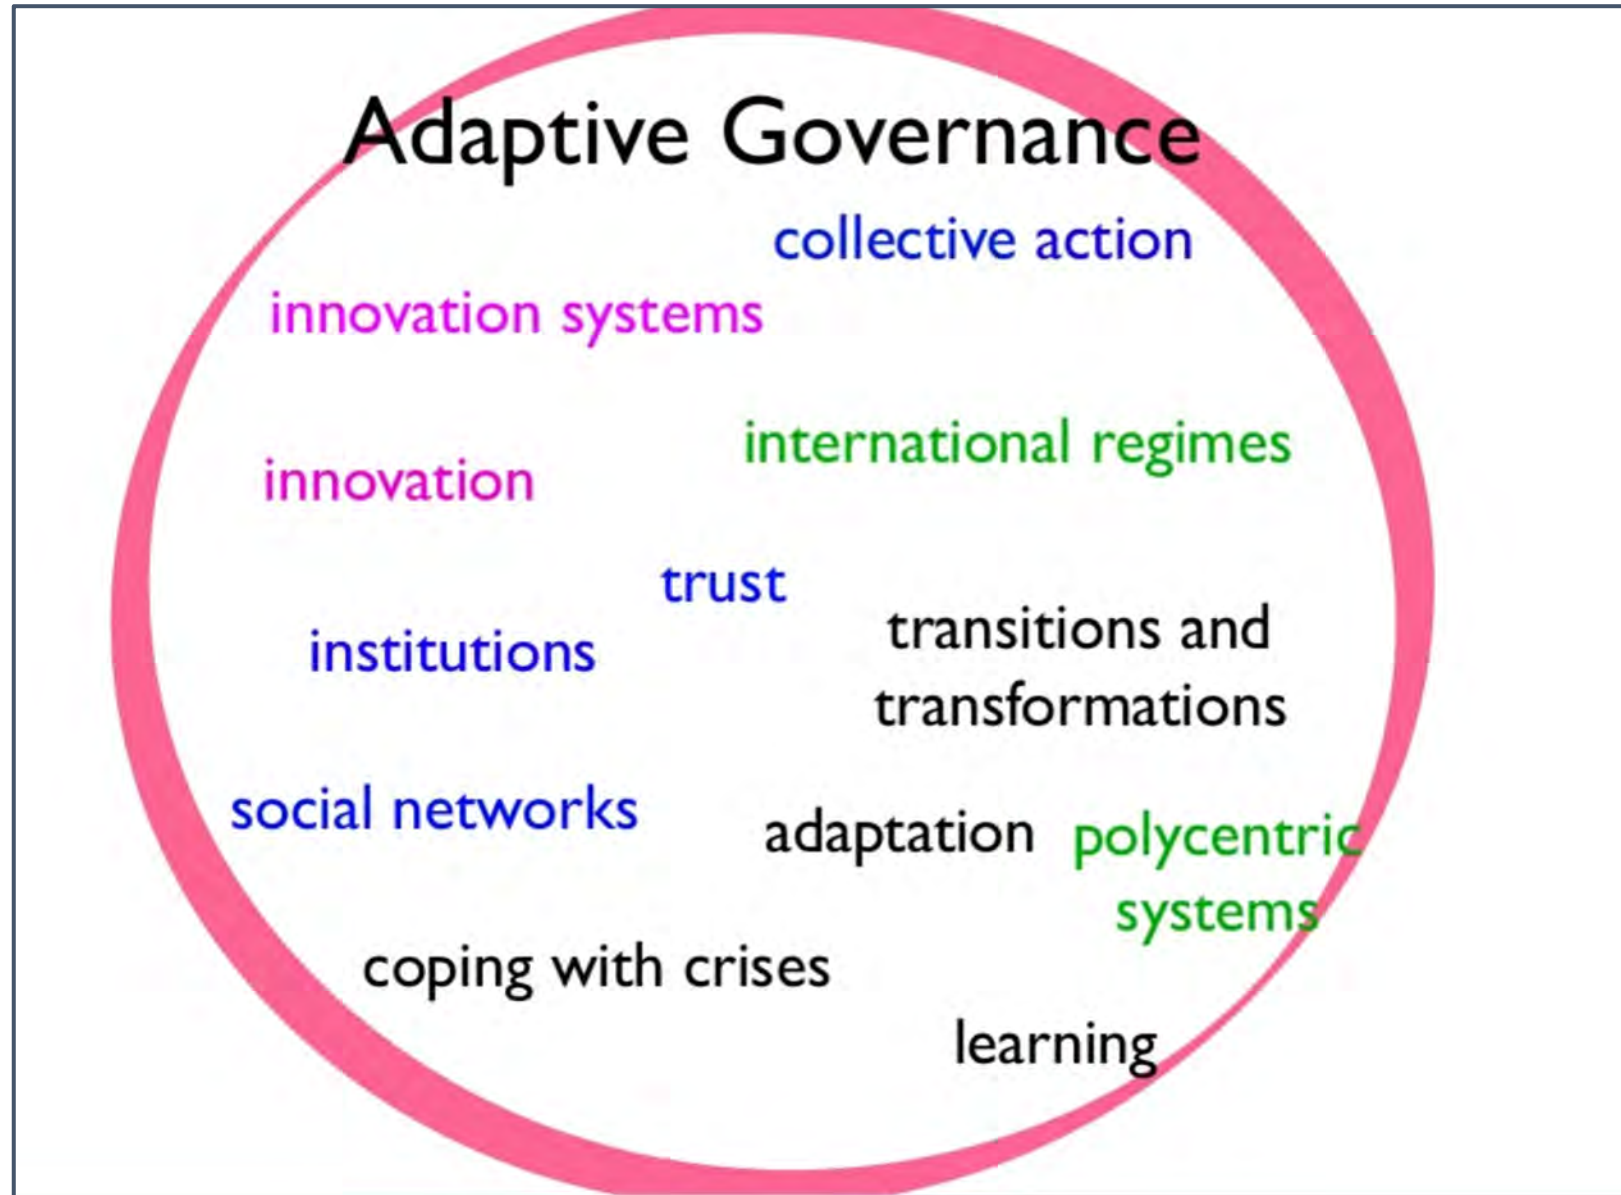 Adaptive Governance
collective action
innovation systems
international regimes
innovation
trust
institutions
transitions and
transformations
social networks
adaptation
polycentric
systems
coping with crises
learning